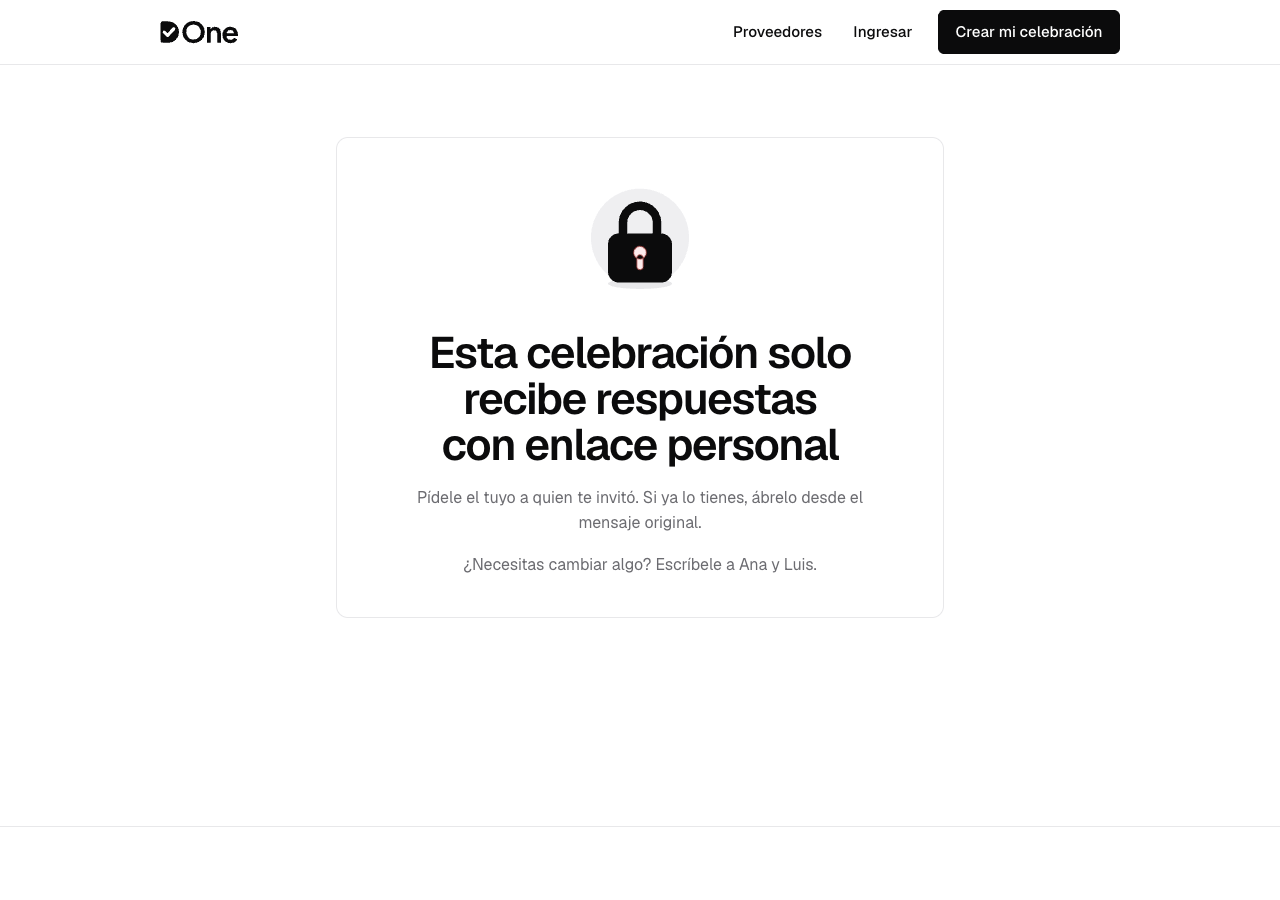 DOne
Proveedores
Ingresar
Crear mi celebración
Esta celebración solo
recibe respuestas
con enlace personal
Pídele el tuyo a quien te invitó. Si ya lo tienes, ábrelo desde el
mensaje original.
¿Necesitas cambiar algo? Escríbele a Ana y Luis.